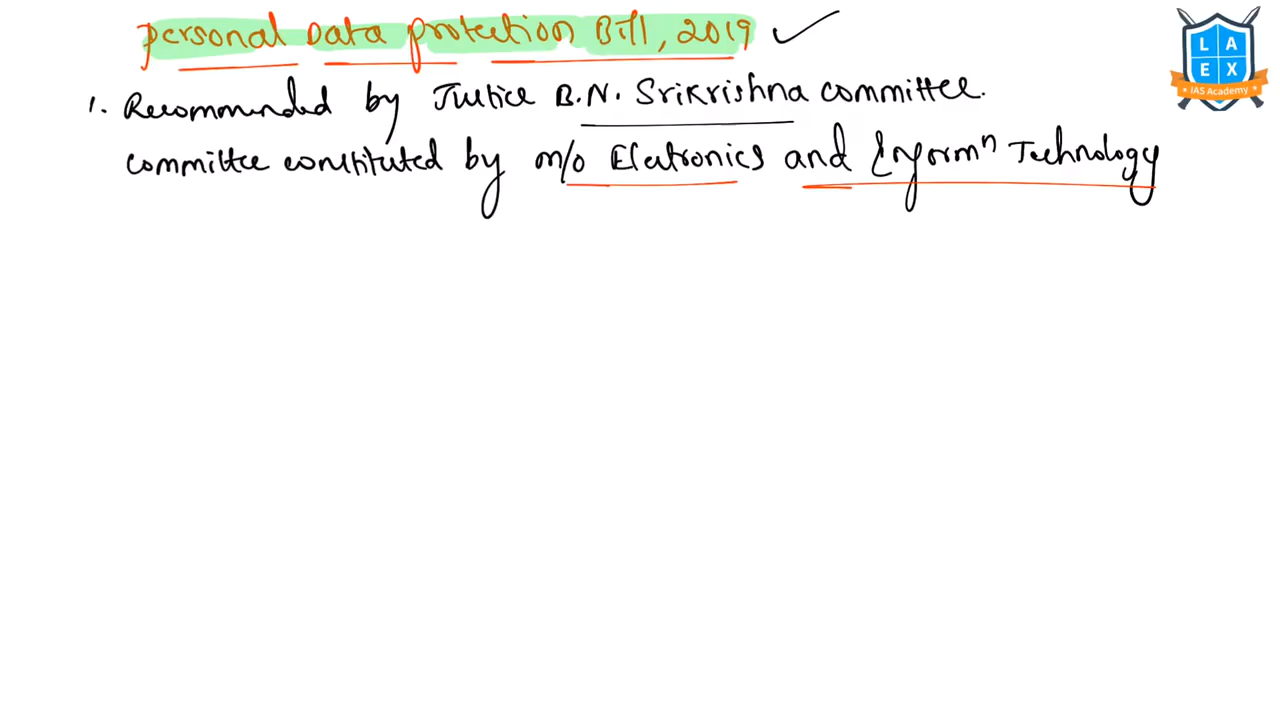 personal Data protection Bill, 2019
1. Recommended by Justice B.N. Srikrishna committee.
committee constituted by m/o Electronics and Informⁿ Technology
L A
E X
IAS Academy